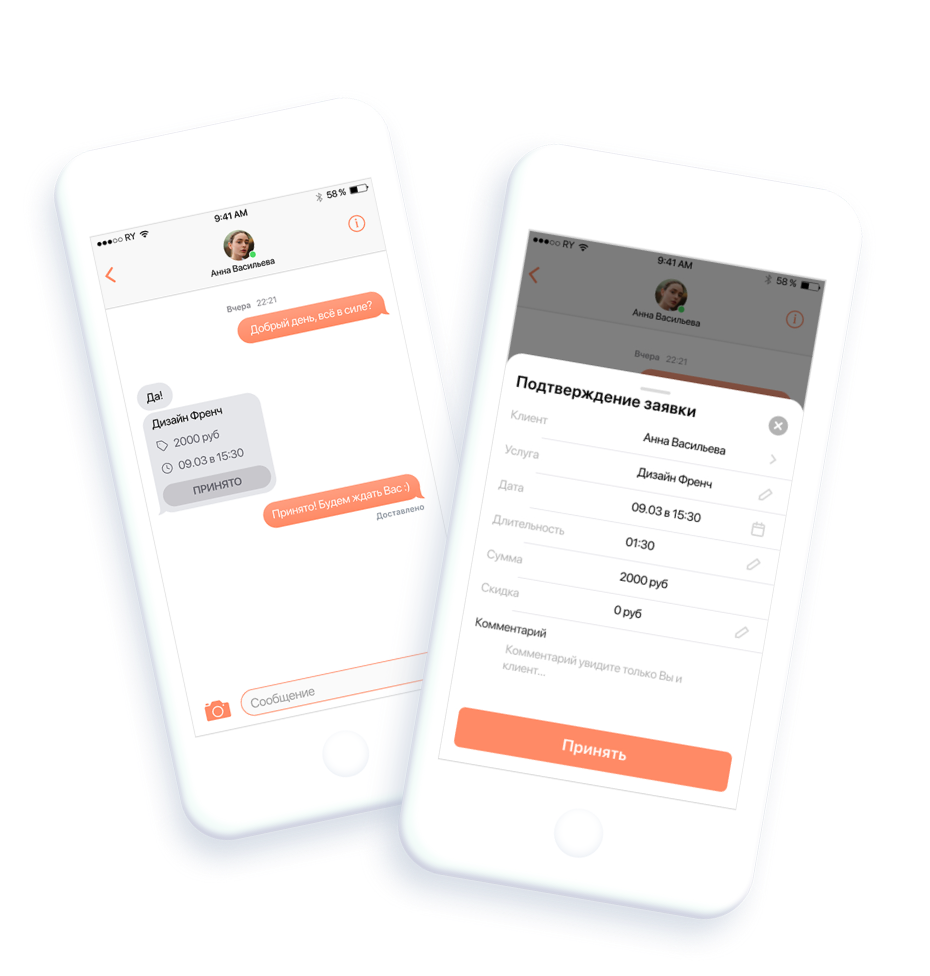 RY
9:41 AM
58 %
Анна Васильева
Вчера 22:21
Добрый день, всё в силе?
Да!
Дизайн Френч
2000 руб
09.03 в 15:30
ПРИНЯТО
Принято! Будем ждать Вас :)
Доставлено
Сообщение
RY
9:41 AM
58 %
Анна Васильева
Вчера 22:21
Подтверждение заявки
Клиент
Анна Васильева
Услуга
Дизайн Френч
Дата
09.03 в 15:30
Длительность
01:30
Сумма
2000 руб
Скидка
0 руб
Комментарий
Комментарий увидите только Вы и
клиент...
Принять